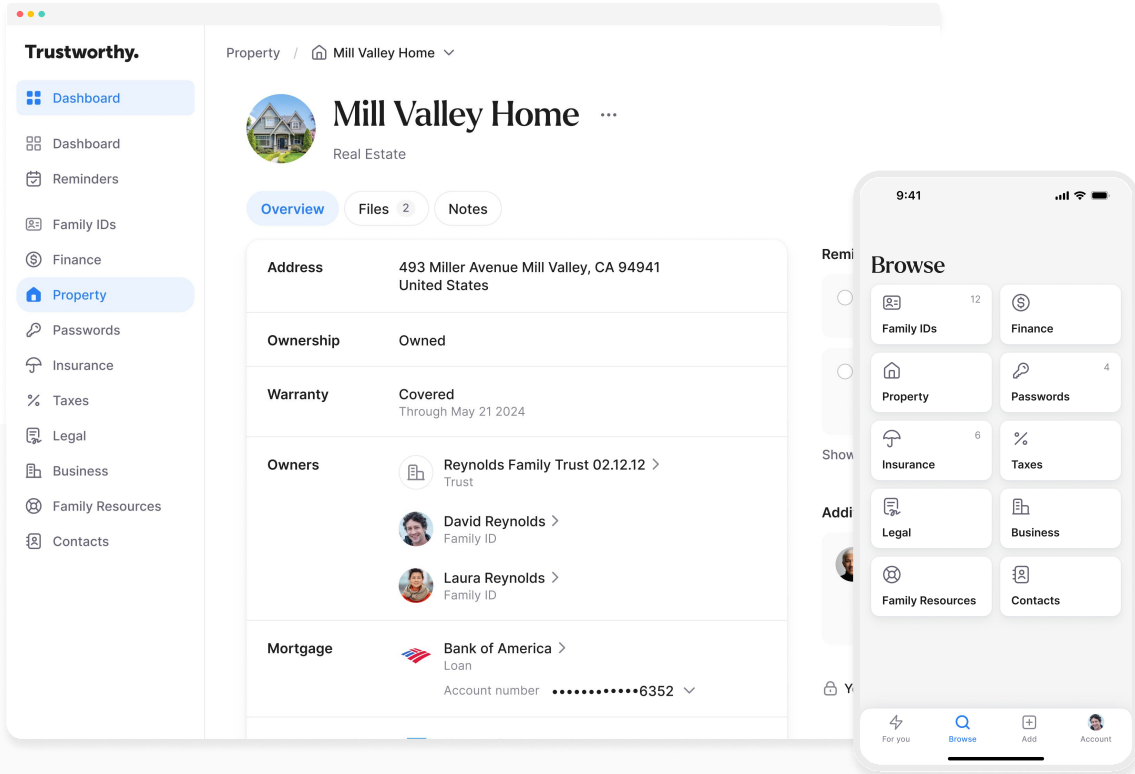 Trustworthy.
Dashboard
Dashboard
Reminders
Family IDs
Finance
Property
Passwords
Insurance
Taxes
Legal
Business
Family Resources
Contacts
Property / Mill Valley Home
Mill Valley Home ...
Real Estate
Overview Files 2 Notes
Address 493 Miller Avenue Mill Valley, CA 94941
United States
Ownership Owned
Warranty Covered
Through May 21 2024
Owners Reynolds Family Trust 02.12.12
Trust
David Reynolds
Family ID
Laura Reynolds
Family ID
Mortgage Bank of America
Loan
Account number ••••••••••••6352
Remi
Show
Addi
9:41
Browse
12
Family IDs Finance
4
Property Passwords
6
Insurance Taxes
Legal Business
Family Resources Contacts
For you Browse Add Account